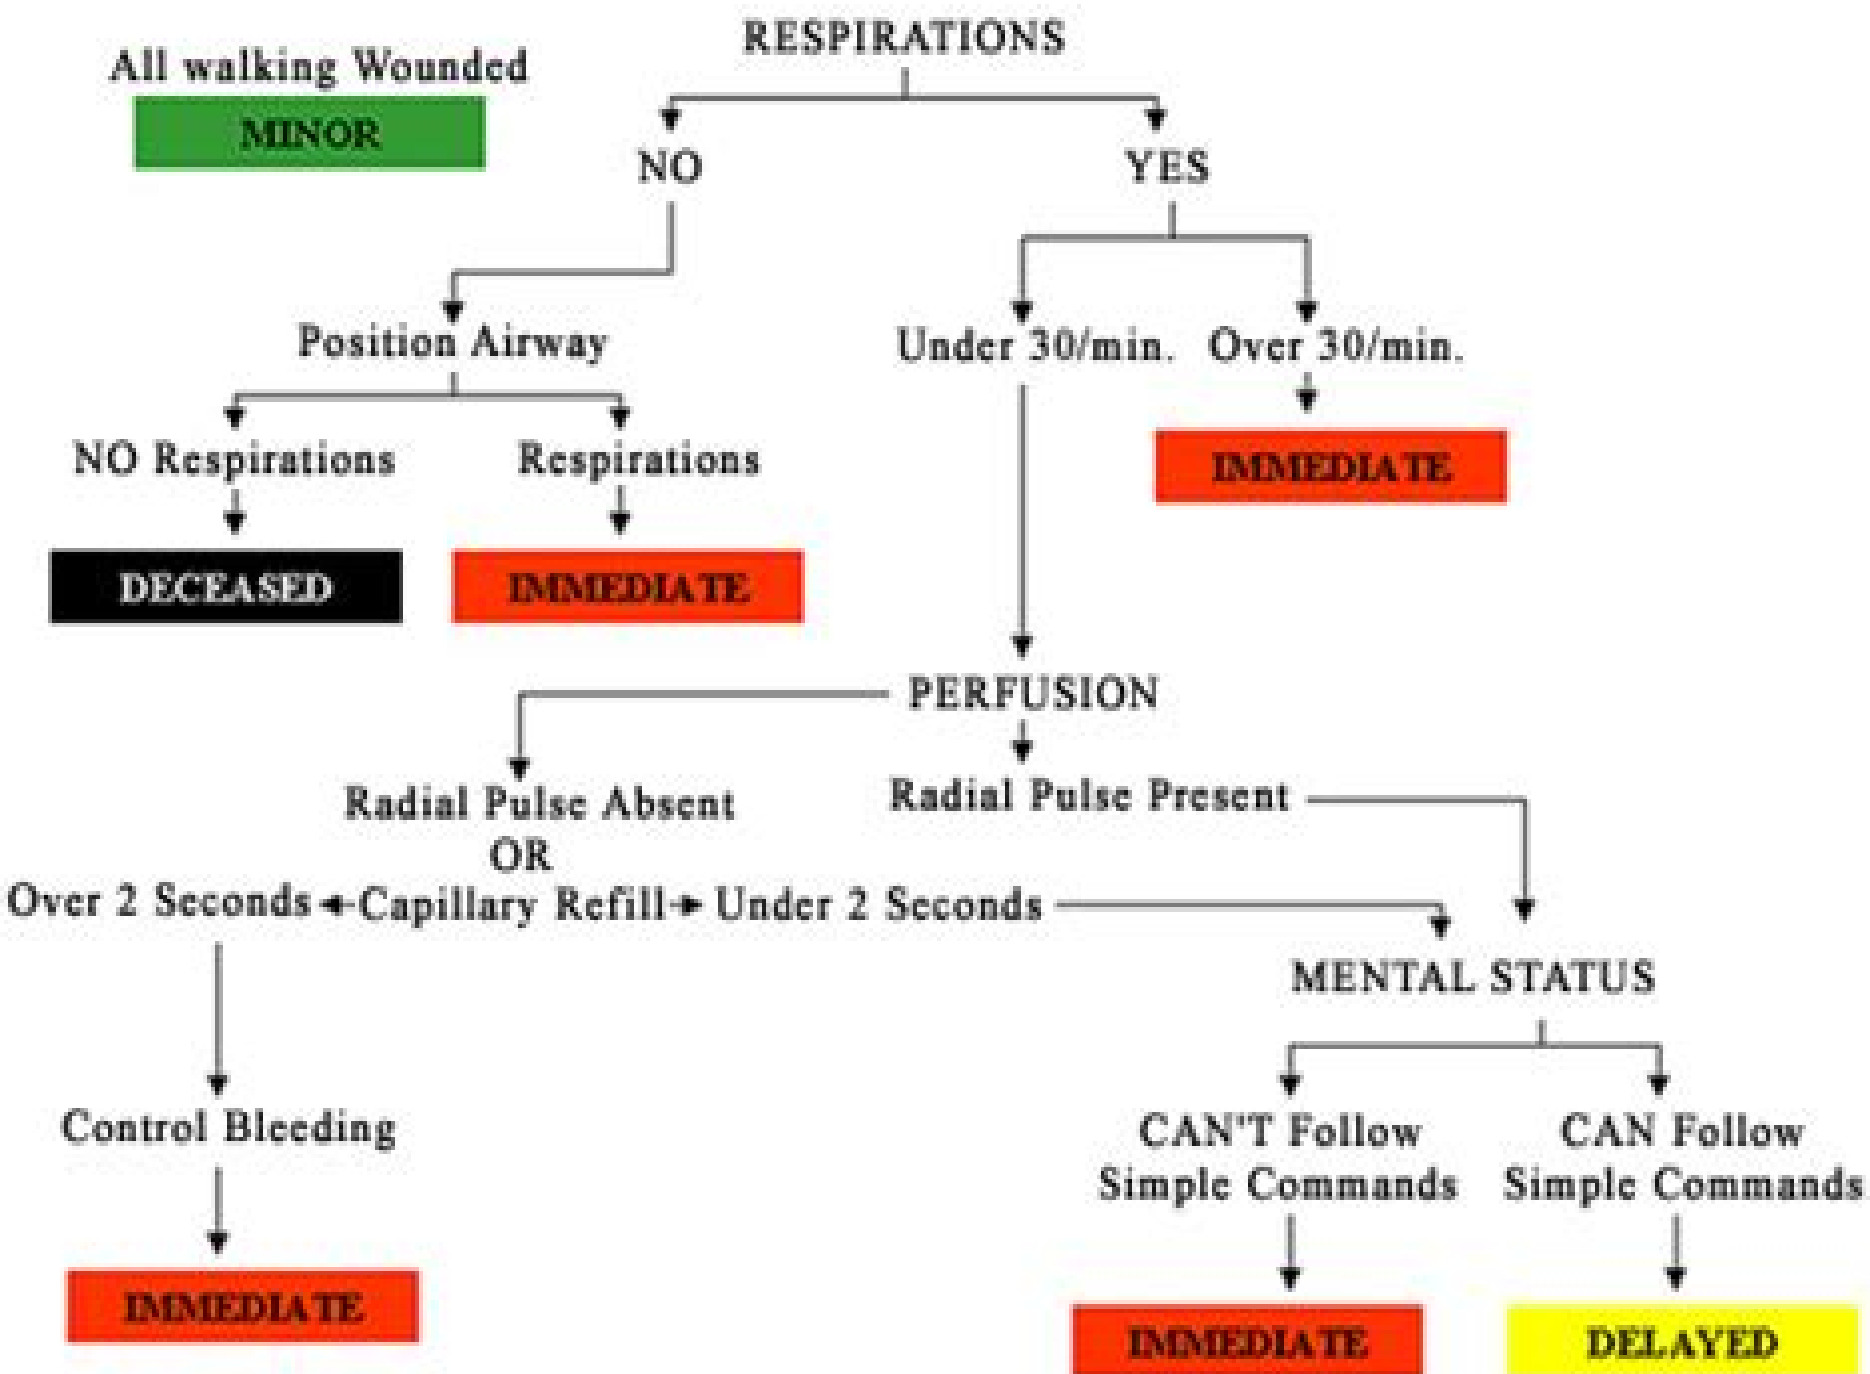 RESPIRATIONS
All walking Wounded
MINOR
NO
YES
Position Airway
Under 30/min.
Over 30/min.
NO Respirations
Respirations
IMMEDIATE
DECEASED
IMMEDIATE
PERFUSION
Radial Pulse Absent
Radial Pulse Present
OR
Over 2 Seconds
Capillary Refill
Under 2 Seconds
MENTAL STATUS
Control Bleeding
CAN'T Follow
Simple Commands
CAN Follow
Simple Commands
IMMEDIATE
IMMEDIATE
DELAYED